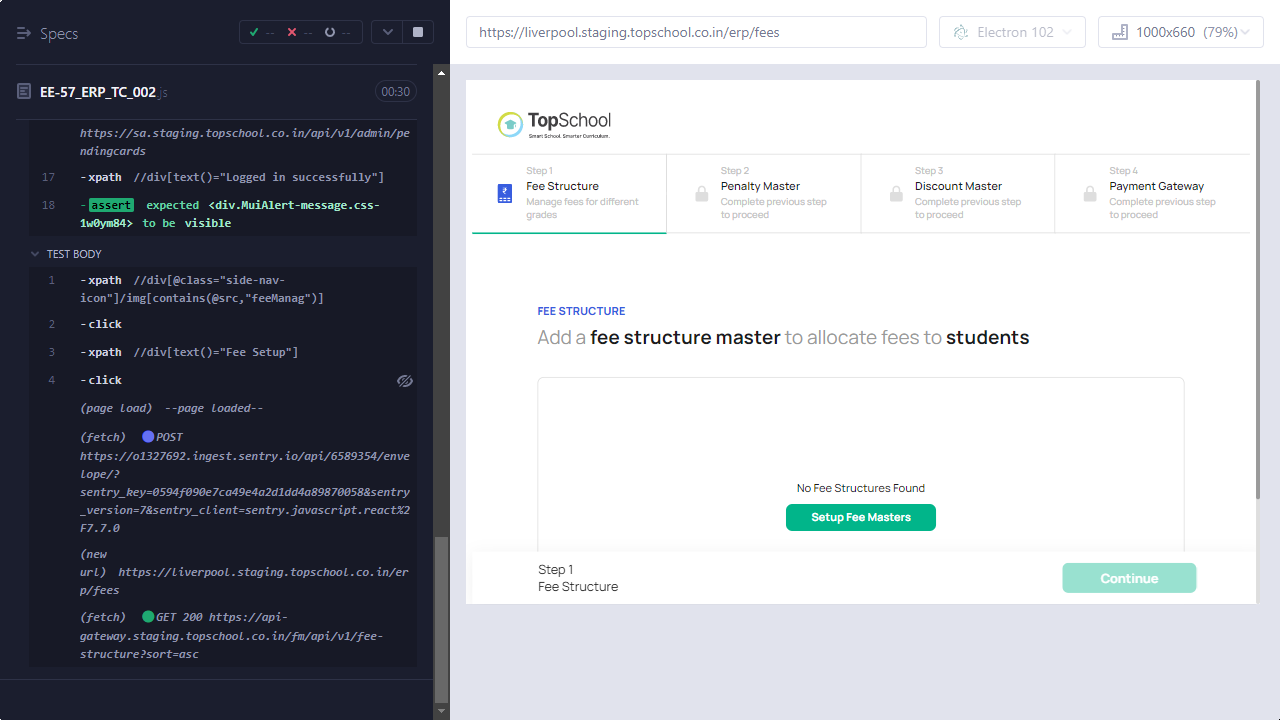 Specs
-- -- --
EE-57_ERP_TC_002.js
00:30
https://sa.staging.topschool.co.in/api/v1/admin/pe
ndingcards
17 -xpath //div[text()="Logged in successfully"]
18 -assert expected <div.MuiAlert-message.css-
1w0ym84> to be visible
TEST BODY
1 -xpath //div[@class="side-nav-
icon"]/img[contains(@src,"feeManag")]
2 -click
3 -xpath //div[text()="Fee Setup"]
4 -click
(page load) --page loaded--
(fetch) POST
https://o1327692.ingest.sentry.io/api/6589354/enve
lope/?
sentry_key=0594f090e7ca49e4a2d1dd4a89870058&sentry
_version=7&sentry_client=sentry.javascript.react%2
F7.7.0
(new
url) https://liverpool.staging.topschool.co.in/er
p/fees
(fetch) GET 200 https://api-
gateway.staging.topschool.co.in/fm/api/v1/fee-
structure?sort=asc
https://liverpool.staging.topschool.co.in/erp/fees
Electron 102
1000x660 (79%)
TopSchool
Smart School. Smarter Curriculum.
Step 1
Fee Structure
Manage fees for different
grades
Step 2
Penalty Master
Complete previous step
to proceed
Step 3
Discount Master
Complete previous step
to proceed
Step 4
Payment Gateway
Complete previous step
to proceed
FEE STRUCTURE
Add a fee structure master to allocate fees to students
No Fee Structures Found
Setup Fee Masters
Step 1
Fee Structure
Continue